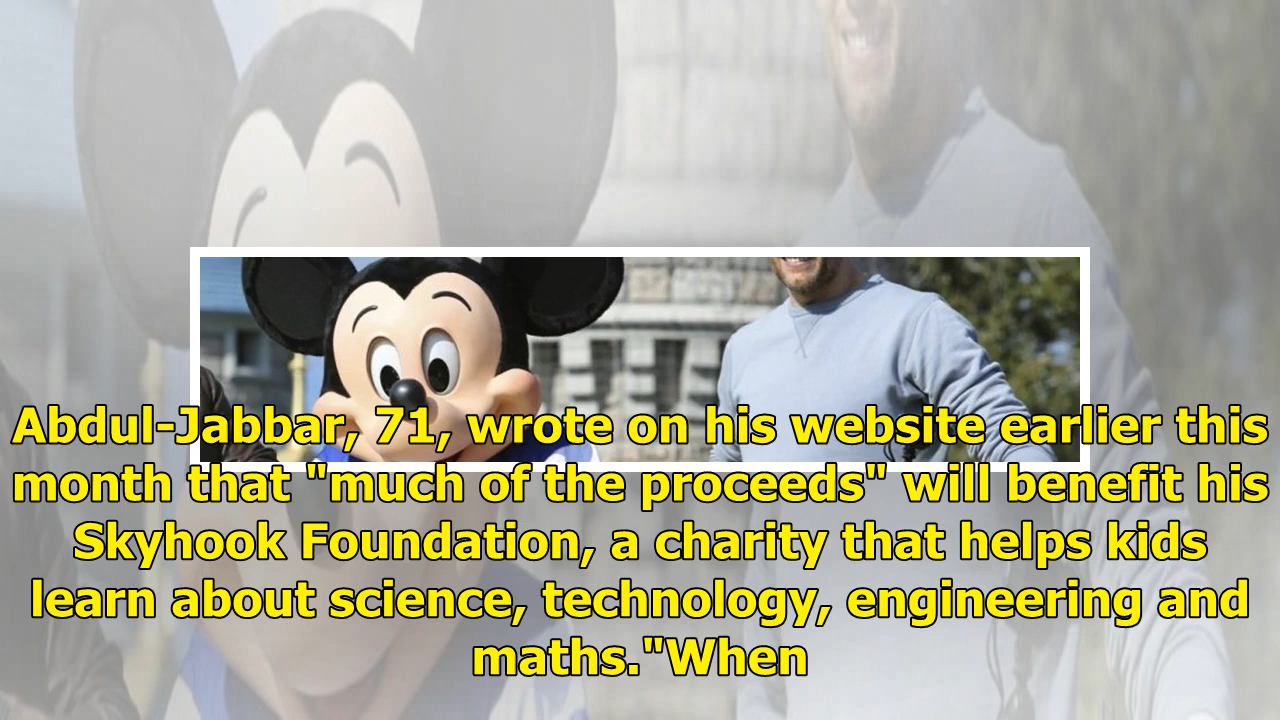 Abdul-Jabbar, 71, wrote on his website earlier this
month that "much of the proceeds" will benefit his
Skyhook Foundation, a charity that helps kids
learn about science, technology, engineering and
maths."When